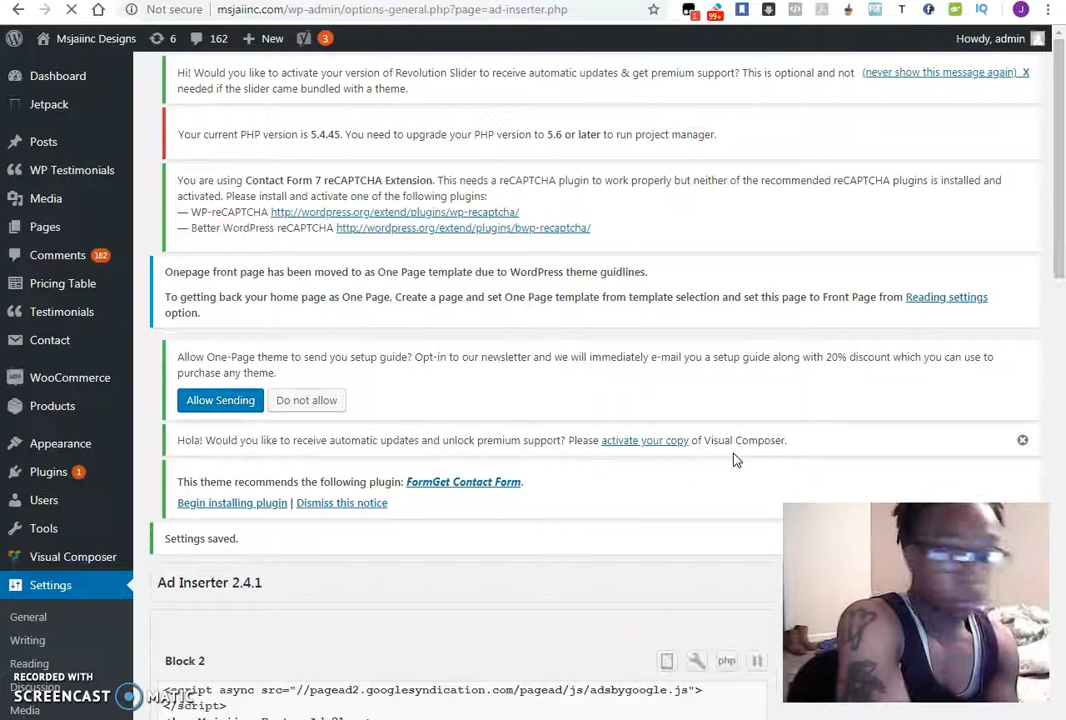 Not secure | msjaiinc.com/wp-admin/options-general.php?page=ad-inserter.php
1 99+ T J
Msjaiinc Designs 6 162 + New 3 Howdy, admin
Dashboard
Jetpack
Posts
WP Testimonials
Media
Pages
Comments 162
Pricing Table
Testimonials
Contact
WooCommerce
Products
Appearance
Plugins 1
Users
Tools
Visual Composer
Settings
General
Writing
Reading
Discussion
Media
Hi! Would you like to activate your version of Revolution Slider to receive automatic updates & get premium support? This is optional and not (never show this message again) X
needed if the slider came bundled with a theme.
Your current PHP version is 5.4.45. You need to upgrade your PHP version to 5.6 or later to run project manager.
You are using Contact Form 7 reCAPTCHA Extension. This needs a reCAPTCHA plugin to work properly but neither of the recommended reCAPTCHA plugins is installed and
activated. Please install and activate one of the following plugins:
— WP-reCAPTCHA http://wordpress.org/extend/plugins/wp-recaptcha/
— Better WordPress reCAPTCHA http://wordpress.org/extend/plugins/bwp-recaptcha/
Onepage front page has been moved to as One Page template due to WordPress theme guidlines.
To getting back your home page as One Page, Create a page and set One Page template from template selection and set this page to Front Page from Reading settings
option.
Allow One-Page theme to send you setup guide? Opt-in to our newsletter and we will immediately e-mail you a setup guide along with 20% discount which you can use to
purchase any theme.
Allow Sending Do not allow
Hola! Would you like to receive automatic updates and unlock premium support? Please activate your copy of Visual Composer.
This theme recommends the following plugin: FormGet Contact Form.
Begin installing plugin | Dismiss this notice
Settings saved.
Ad Inserter 2.4.1
Block 2
php
<script async src="//pagead2.googlesyndication.com/pagead/js/adsbygoogle.js">
</script>
RECORDED WITH
SCREENCAST MATIC